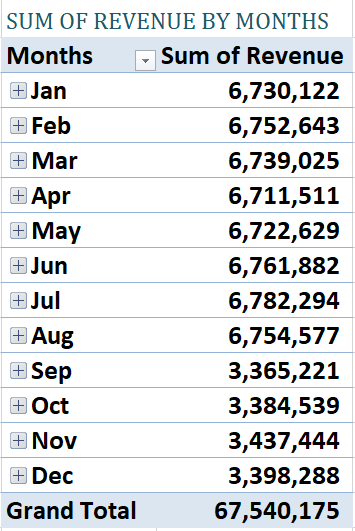 SUM OF REVENUE BY MONTHS
Months Sum of Revenue
Jan 6,730,122
Feb 6,752,643
Mar 6,739,025
Apr 6,711,511
May 6,722,629
Jun 6,761,882
Jul 6,782,294
Aug 6,754,577
Sep 3,365,221
Oct 3,384,539
Nov 3,437,444
Dec 3,398,288
Grand Total 67,540,175